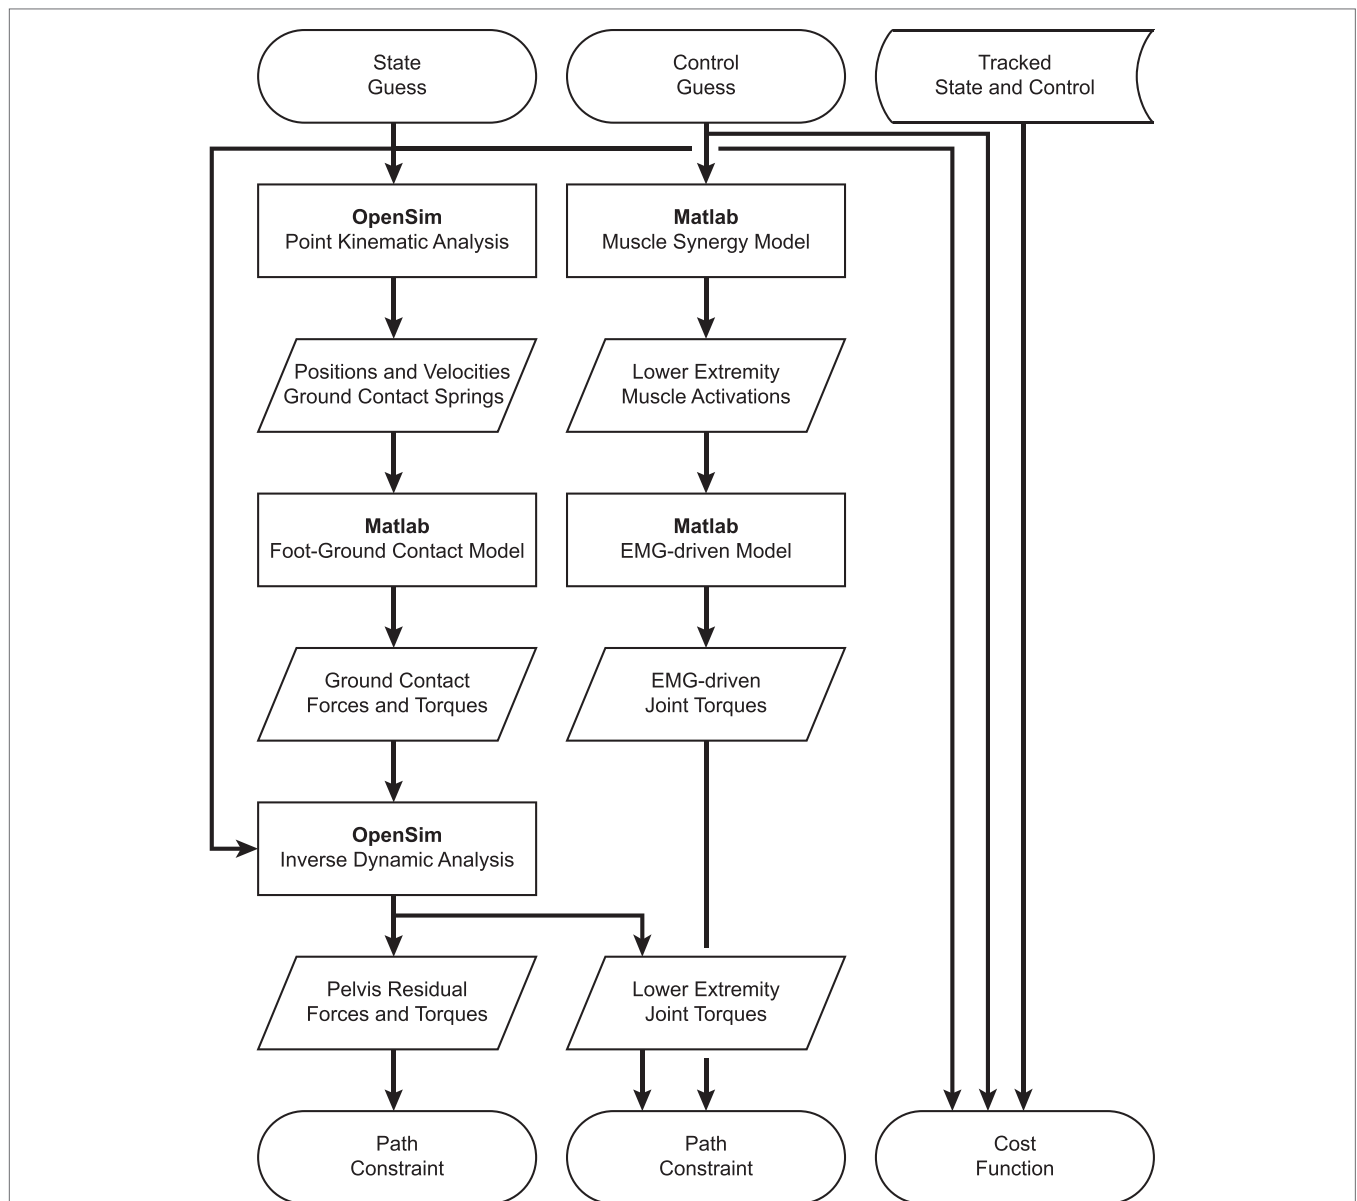 State
Guess
Control
Guess
Tracked
State and Control
OpenSim
Point Kinematic Analysis
Matlab
Muscle Synergy Model
Positions and Velocities
Ground Contact Springs
Lower Extremity
Muscle Activations
Matlab
Foot-Ground Contact Model
Matlab
EMG-driven Model
Ground Contact
Forces and Torques
EMG-driven
Joint Torques
OpenSim
Inverse Dynamic Analysis
Pelvis Residual
Forces and Torques
Lower Extremity
Joint Torques
Path
Constraint
Path
Constraint
Cost
Function